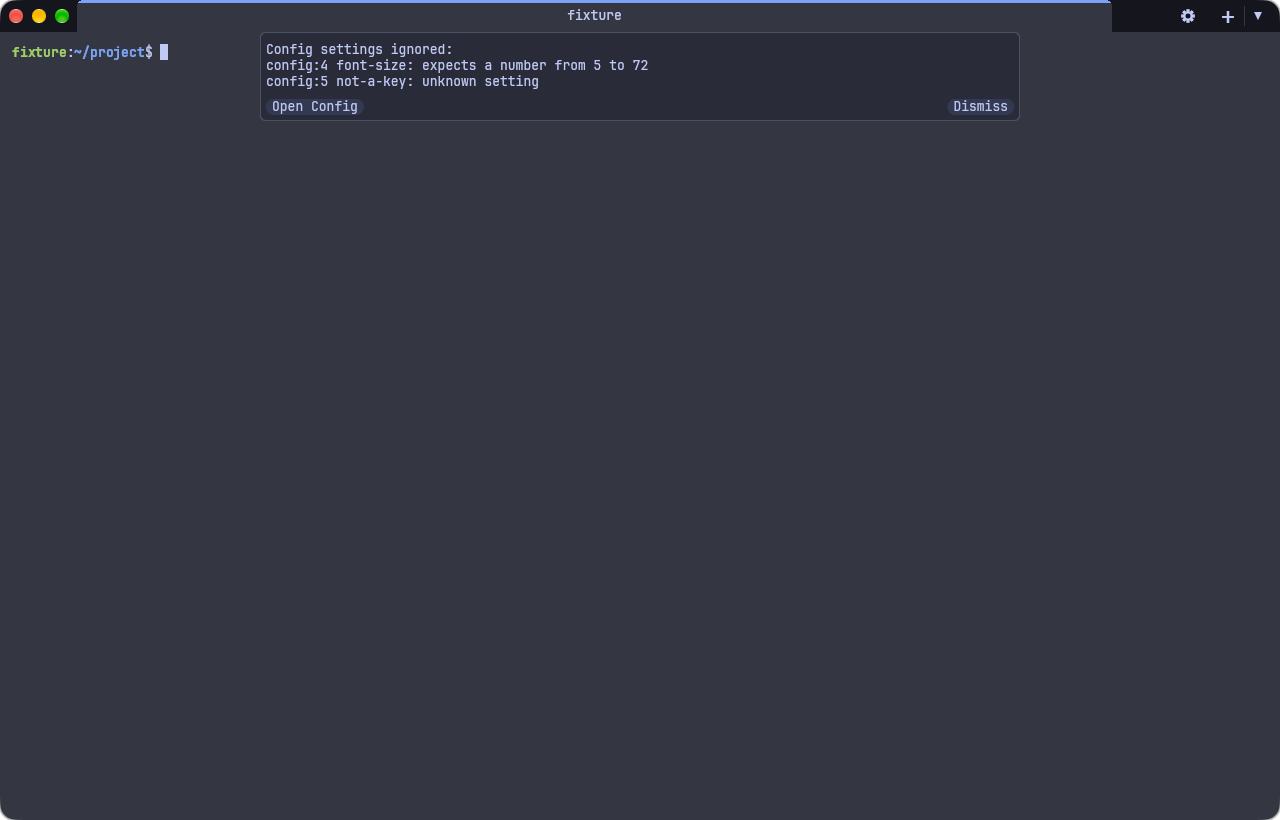 fixture
fixture:~/project$
Config settings ignored:
config:4 font-size: expects a number from 5 to 72
config:5 not-a-key: unknown setting
Open Config
Dismiss